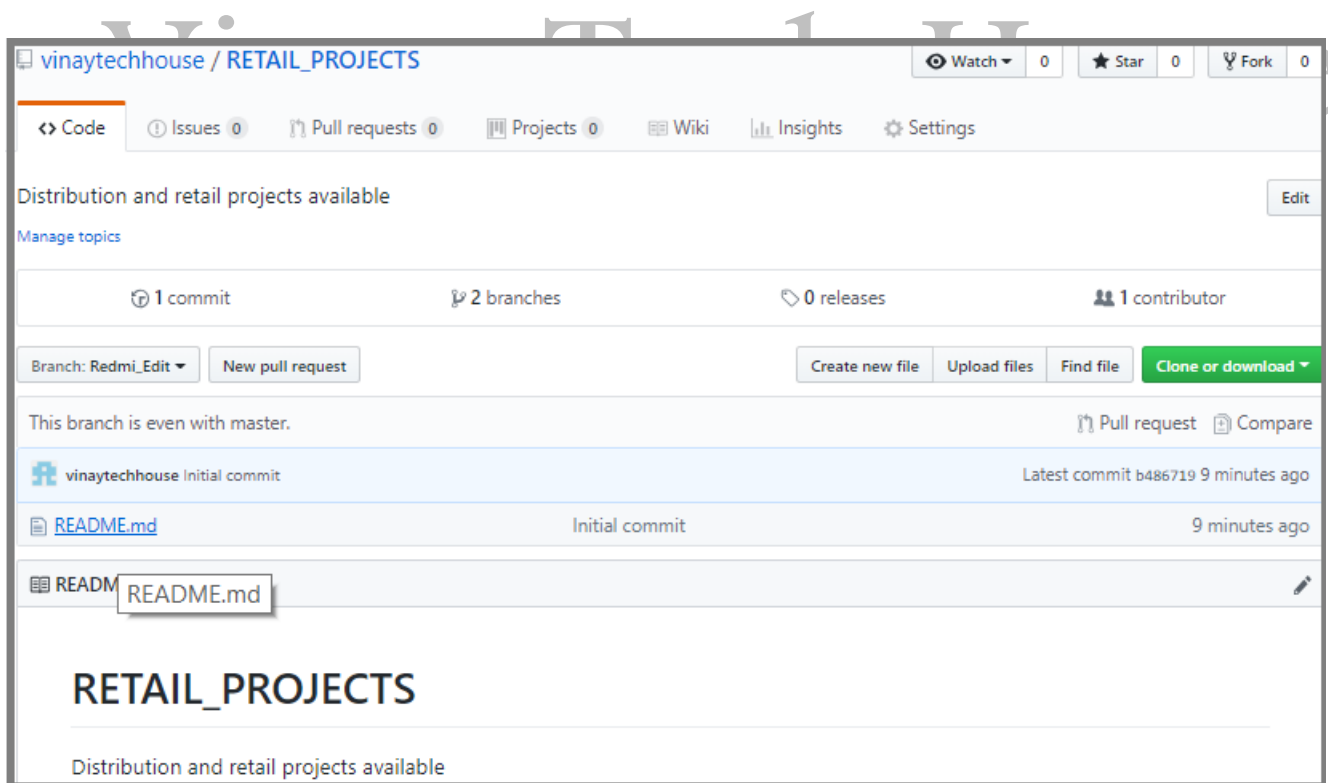 vinaytechhouse / RETAIL_PROJECTS Watch 0 Star 0 Fork 0
Code Issues 0 Pull requests 0 Projects 0 Wiki Insights Settings
Distribution and retail projects available Edit
Manage topics
1 commit 2 branches 0 releases 1 contributor
Branch: Redmi_Edit New pull request Create new file Upload files Find file Clone or download
This branch is even with master. Pull request Compare
vinaytechhouse Initial commit Latest commit b486719 9 minutes ago
README.md Initial commit 9 minutes ago
README.md
RETAIL_PROJECTS
Distribution and retail projects available